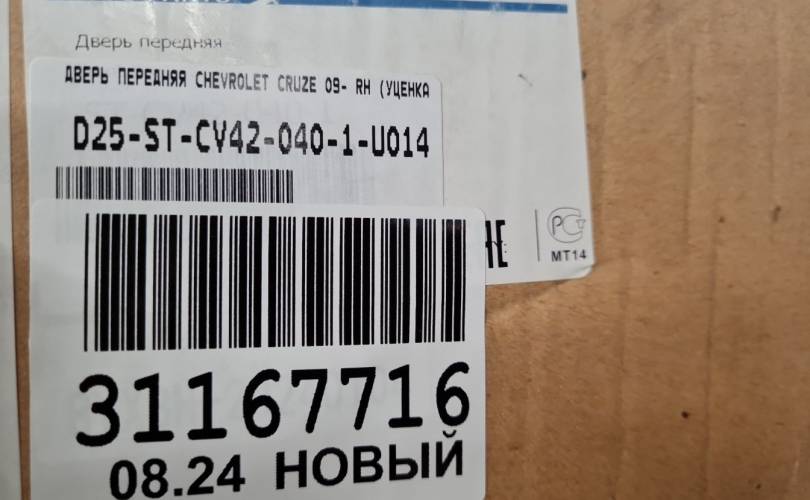 Дверь передняя
ДВЕРЬ ПЕРЕДНЯЯ CHEVROLET CRUZE 09- RH (УЦЕНКА
D25-ST-CV42-040-1-U014
РСТ
МТ14
31167716
08.24 НОВЫЙ